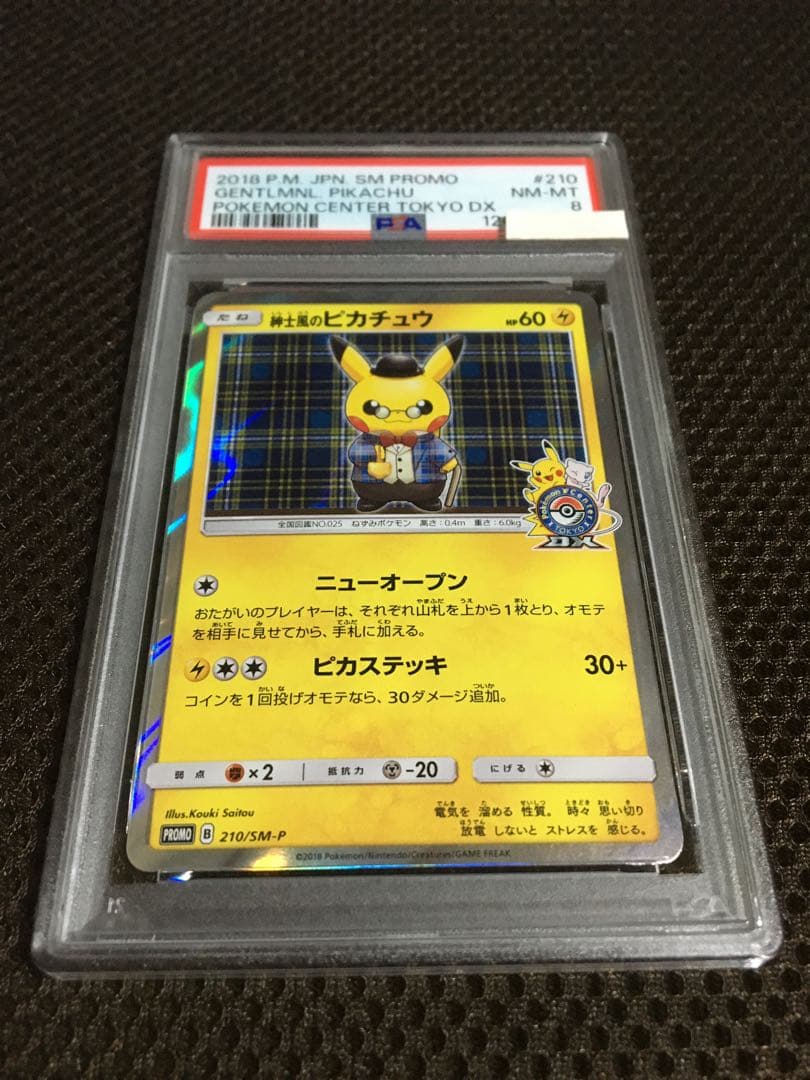 2018 P.M. JPN. SM PROMO #210
GENTLMNL. PIKACHU NM-MT
POKEMON CENTER TOKYO DX 8
PSA 12
たね 紳士風のピカチュウ HP60
Pokémon Center
TOKYO
DX
全国図鑑NO.025 ねずみポケモン 高さ:0.4m 重さ:6.0kg
ニューオープン
おたがいのプレイヤーは、それぞれ山札を上から1枚とり、オモテ
を相手に見せてから、手札に加える。
ピカステッキ 30+
コインを1回投げオモテなら、30ダメージ追加。
弱点 ×2 抵抗力 -20 にげる
Illus.Kouki Saitou
電気を 溜める 性質。 時々 思い切り
放電 しないと ストレスを 感じる。
PROMO B 210/SM-P
©2018 Pokémon/Nintendo/Creatures/GAME FREAK